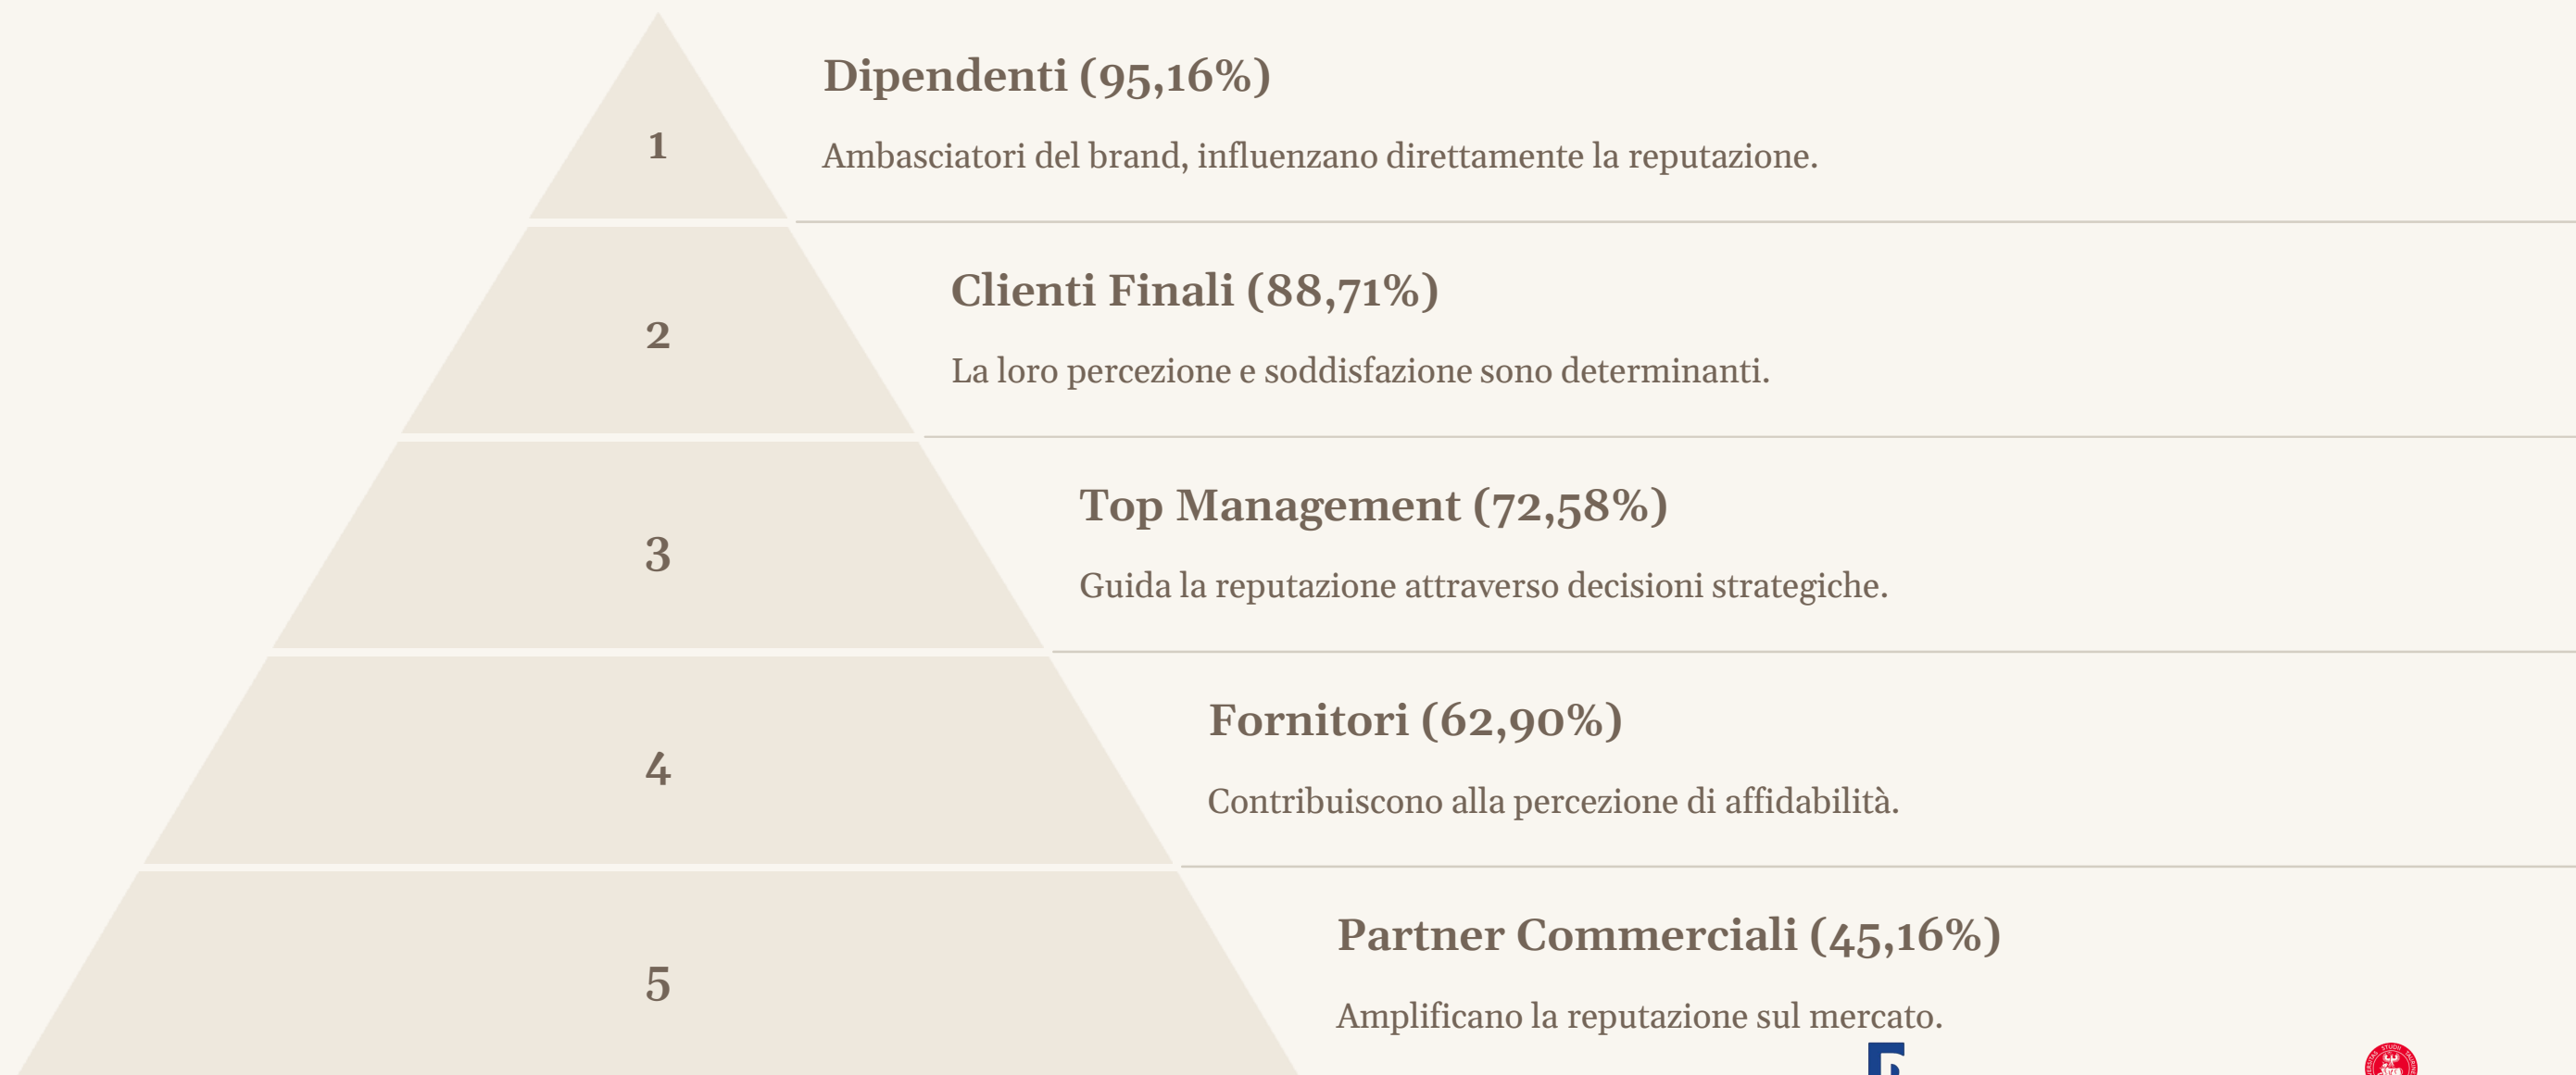 1
Dipendenti (95,16%)
Ambasciatori del brand, influenzano direttamente la reputazione.
2
Clienti Finali (88,71%)
La loro percezione e soddisfazione sono determinanti.
3
Top Management (72,58%)
Guida la reputazione attraverso decisioni strategiche.
4
Fornitori (62,90%)
Contribuiscono alla percezione di affidabilità.
5
Partner Commerciali (45,16%)
Amplificano la reputazione sul mercato.